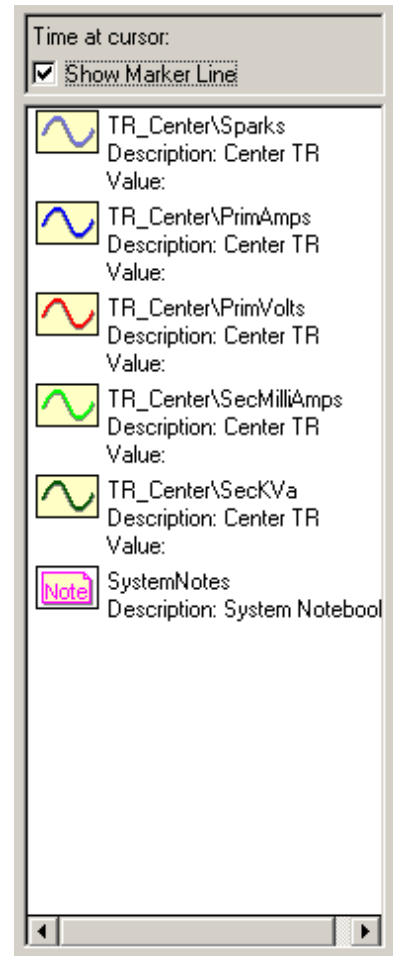 Time at cursor:
Show Marker Line
TR_Center\Sparks
Description: Center TR
Value:
TR_Center\PrimAmps
Description: Center TR
Value:
TR_Center\PrimVolts
Description: Center TR
Value:
TR_Center\SecMilliAmps
Description: Center TR
Value:
TR_Center\SecKVa
Description: Center TR
Value:
Note
SystemNotes
Description: System Notebool